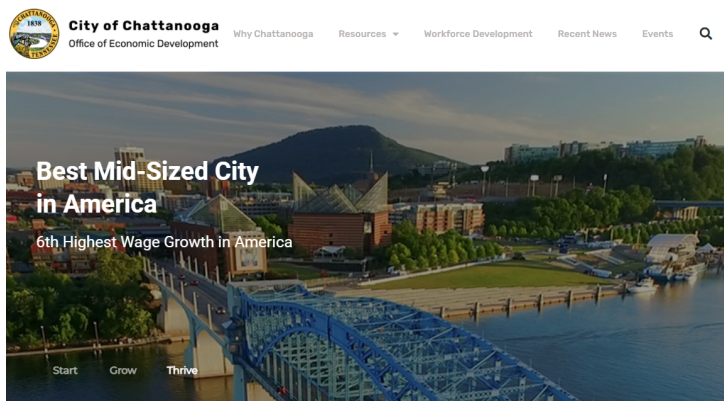 CHATTANOOGA
1838
TENNESSEE
City of Chattanooga
Office of Economic Development
Why Chattanooga
Resources
Workforce Development
Recent News
Events
Best Mid-Sized City
in America
6th Highest Wage Growth in America
Start
Grow
Thrive